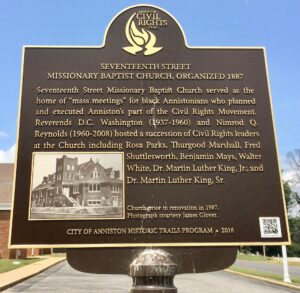 CIVIL
RIGHTS
TRAIL
SEVENTEENTH STREET
MISSIONARY BAPTIST CHURCH, ORGANIZED 1887
Seventeenth Street Missionary Baptist Church served as the
home of "mass meetings" for black Annistonians who planned
and executed Anniston's part of the Civil Rights Movement.
Reverends D.C. Washington (1937-1960) and Nimrod Q.
Reynolds (1960-2008) hosted a succession of Civil Rights leaders
at the Church including Rosa Parks, Thurgood Marshall, Fred
Shuttlesworth, Benjamin Mays, Walter
White, Dr. Martin Luther King, Jr., and
Dr. Martin Luther King, Sr.
Church prior to renovation in 1987.
Photograph courtesy James Glover.
CITY OF ANNISTON HISTORIC TRAILS PROGRAM • 2016